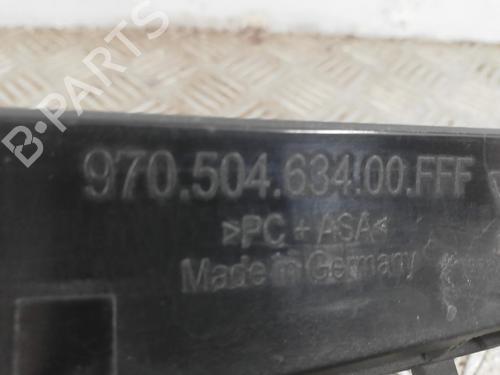 B-PARTS
970.504.634.00.FFF
>PC + ASA<
Made in Germany